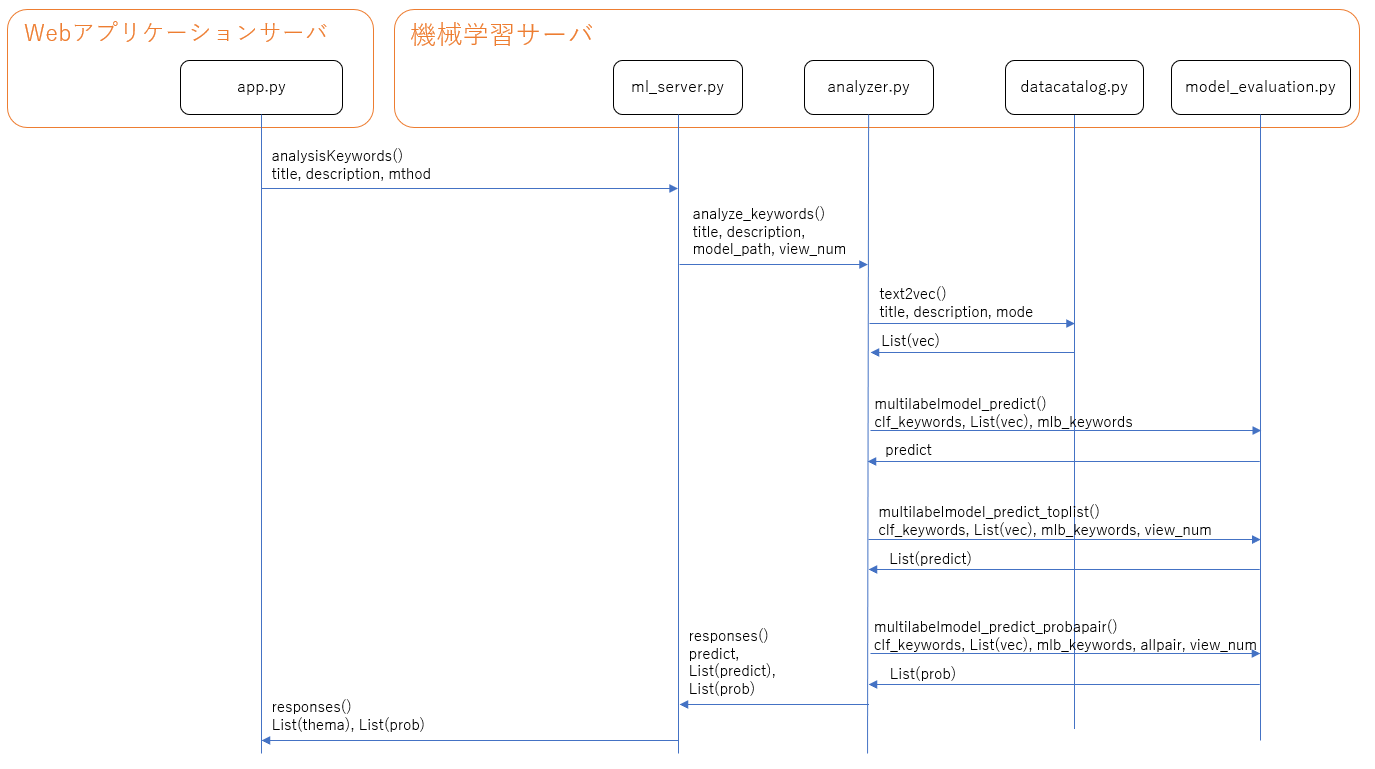 Webアプリケーションサーバ
機械学習サーバ
app.py
ml_server.py
analyzer.py
datacatalog.py
model_evaluation.py
analysisKeywords()
title, description, mthod
analyze_keywords()
title, description,
model_path, view_num
text2vec()
title, description, mode
List(vec)
multilabelmodel_predict()
clf_keywords, List(vec), mlb_keywords
predict
multilabelmodel_predict_toplist()
clf_keywords, List(vec), mlb_keywords, view_num
List(predict)
multilabelmodel_predict_probapair()
clf_keywords, List(vec), mlb_keywords, allpair, view_num
List(prob)
responses()
predict,
List(predict),
List(prob)
responses()
List(thema), List(prob)